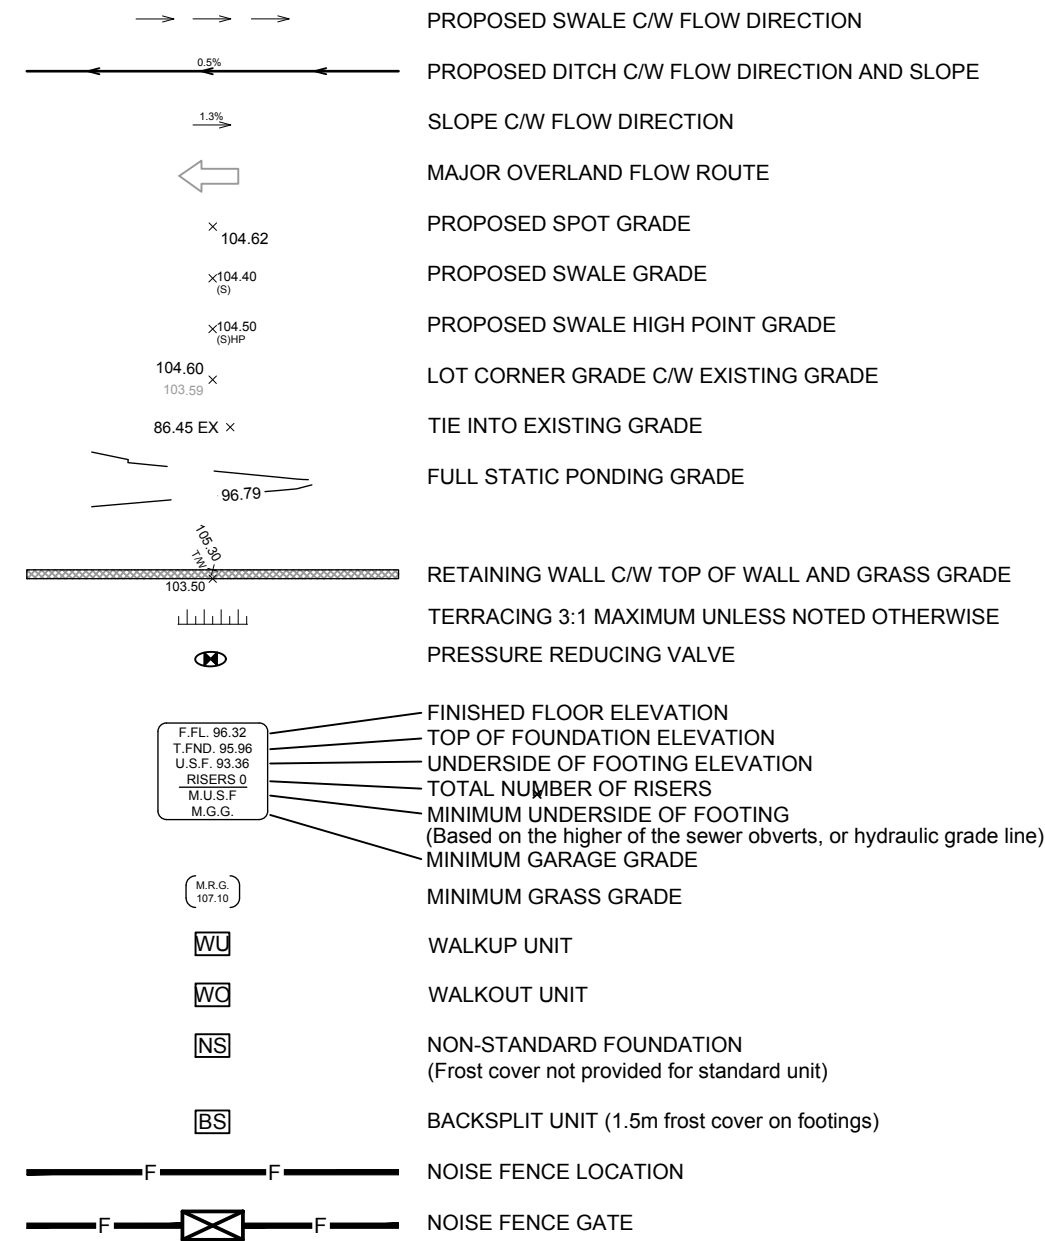 PROPOSED SWALE C/W FLOW DIRECTION
0.5%
PROPOSED DITCH C/W FLOW DIRECTION AND SLOPE
1.3%
SLOPE C/W FLOW DIRECTION
MAJOR OVERLAND FLOW ROUTE
104.62
PROPOSED SPOT GRADE
104.40
(S)
PROPOSED SWALE GRADE
104.50
(S)HP
PROPOSED SWALE HIGH POINT GRADE
104.60
103.59
LOT CORNER GRADE C/W EXISTING GRADE
86.45 EX
TIE INTO EXISTING GRADE
96.79
FULL STATIC PONDING GRADE
105.30
T/W
103.50
RETAINING WALL C/W TOP OF WALL AND GRASS GRADE
TERRACING 3:1 MAXIMUM UNLESS NOTED OTHERWISE
PRESSURE REDUCING VALVE
F.FL. 96.32
T.FND. 95.96
U.S.F. 93.36
RISERS 0
M.U.S.F
M.G.G.
FINISHED FLOOR ELEVATION
TOP OF FOUNDATION ELEVATION
UNDERSIDE OF FOOTING ELEVATION
TOTAL NUMBER OF RISERS
MINIMUM UNDERSIDE OF FOOTING
(Based on the higher of the sewer obverts, or hydraulic grade line)
MINIMUM GARAGE GRADE
M.R.G.
107.10
MINIMUM GRASS GRADE
WU
WALKUP UNIT
WO
WALKOUT UNIT
NS
NON-STANDARD FOUNDATION
(Frost cover not provided for standard unit)
BS
BACKSPLIT UNIT (1.5m frost cover on footings)
F F
NOISE FENCE LOCATION
F F
NOISE FENCE GATE